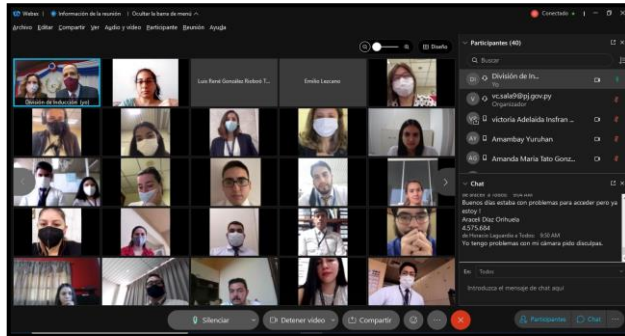 Webex
Información de la reunión
Ocultar la barra de menú
Conectado
Archivo Editar Compartir Ver Audio y vídeo Participante Reunión Ayuda
Diseño
División de Inducción (yo)
Luis René González Riobóó T...
Emilio Lezcano
Participantes (40)
Buscar
DI
División de In...
Yo
V
vc.sala9@pj.gov.py
Organizador
victoria Adelaida Insfran ...
AY
Amambay Yuruhan
AG
Amanda Maria Tato Gonz...
Chat
Buenos días estaba con problemas para acceder pero ya
estoy !
Araceli Díaz Orihuela
4.575.684
de Horacio Laguardia a Todos: 8:50 AM
Yo tengo problemas con mi cámara pido disculpas.
En: Todos
Introduzca el mensaje de chat aquí
Silenciar
Detener vídeo
Compartir
Participantes
Chat